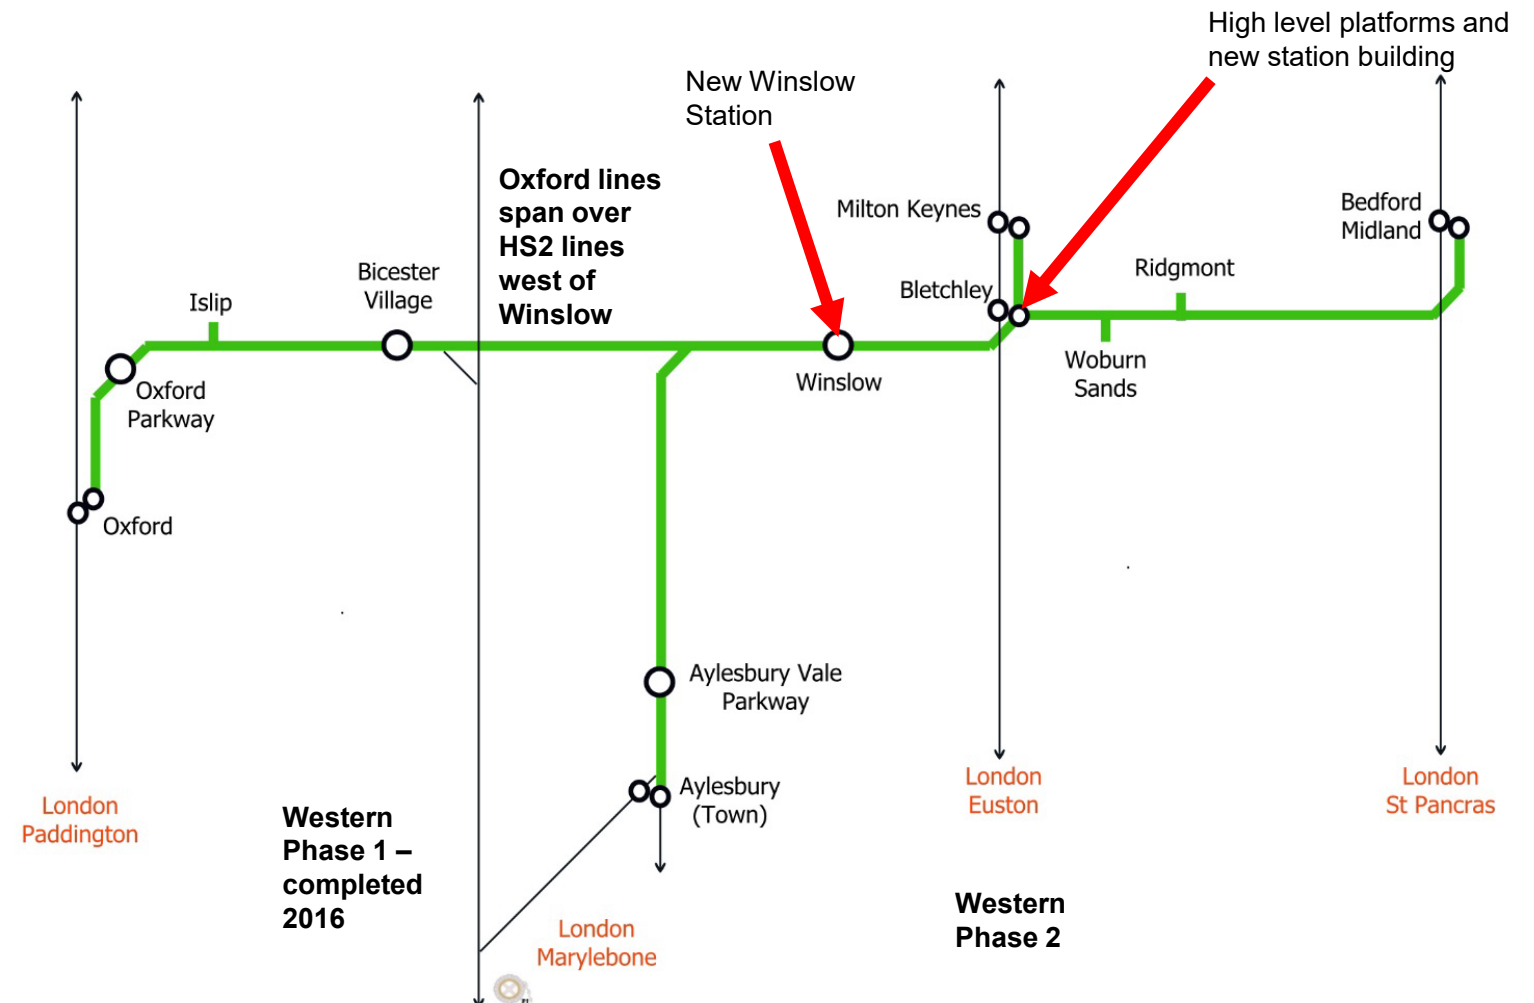 High level platforms and
new station building
New Winslow
Station
Oxford lines
span over
HS2 lines
west of
Winslow
Milton Keynes
Bedford
Midland
Bicester
Village
Islip
Bletchley
Ridgmont
Oxford
Parkway
Winslow
Woburn
Sands
Oxford
Aylesbury Vale
Parkway
Aylesbury
(Town)
London
Paddington
London
Euston
London
St Pancras
Western
Phase 1 –
completed
2016
London
Marylebone
Western
Phase 2